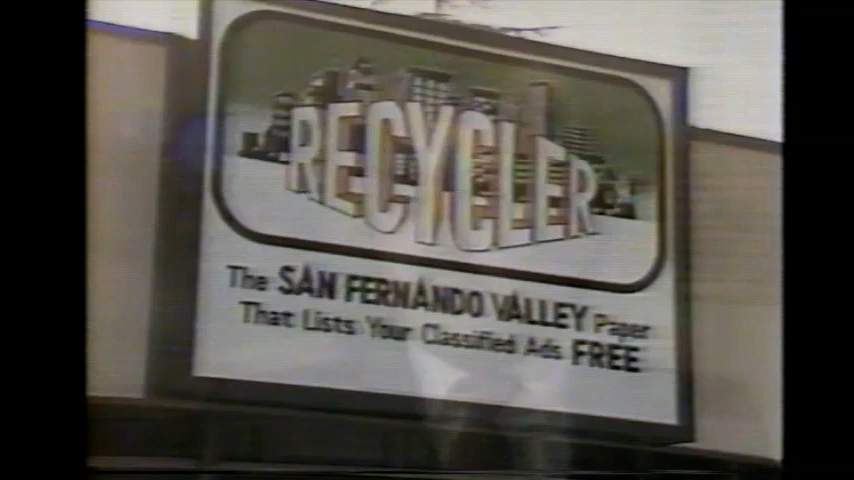 RECYCLER
The SAN FERNANDO VALLEY Paper
That Lists Your Classified Ads FREE